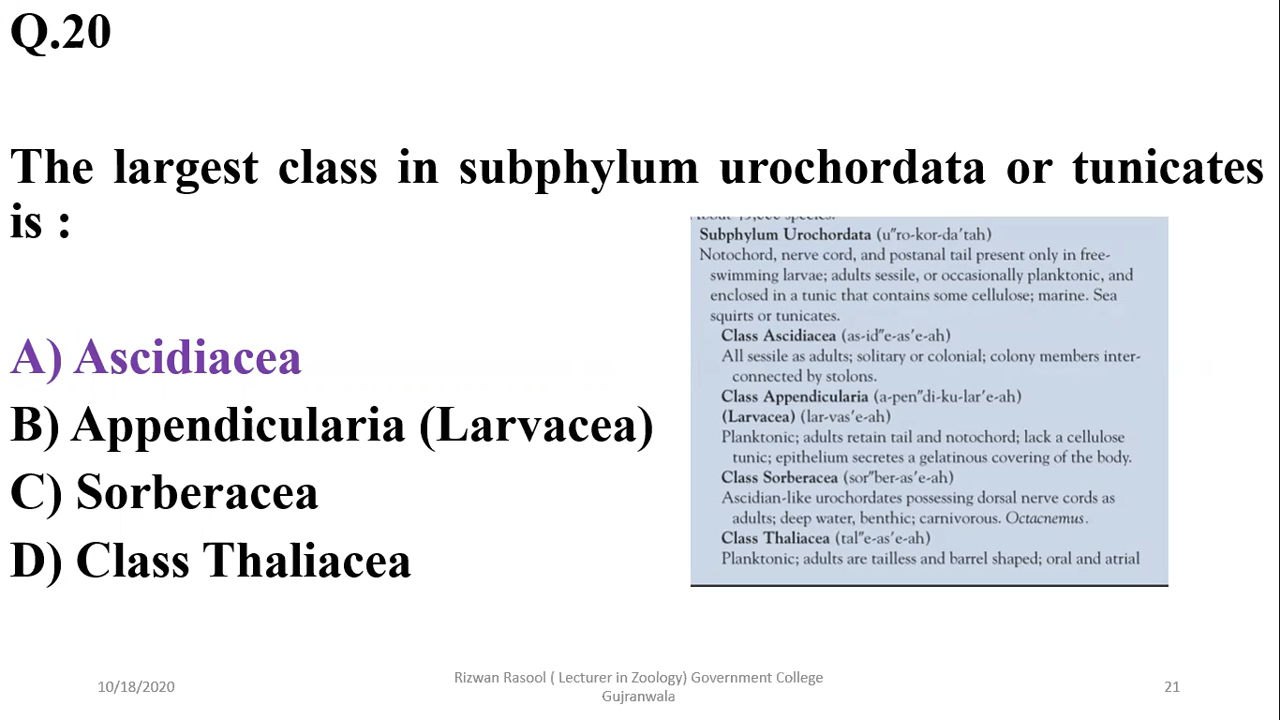 Q.20
The largest class in subphylum urochordata or tunicates
is :
A) Ascidiacea
B) Appendicularia (Larvacea)
C) Sorberacea
D) Class Thaliacea
Subphylum Urochordata (u″ro-kor-da′tah)
Notochord, nerve cord, and postanal tail present only in free-
swimming larvae; adults sessile, or occasionally planktonic, and
enclosed in a tunic that contains some cellulose; marine. Sea
squirts or tunicates.
Class Ascidiacea (as-id″e-as′e-ah)
All sessile as adults; solitary or colonial; colony members inter-
connected by stolons.
Class Appendicularia (a-pen″di-ku-lar′e-ah)
(Larvacea) (lar-vas′e-ah)
Planktonic; adults retain tail and notochord; lack a cellulose
tunic; epithelium secretes a gelatinous covering of the body.
Class Sorberacea (sor″ber-as′e-ah)
Ascidian-like urochordates possessing dorsal nerve cords as
adults; deep water, benthic; carnivorous. Octacnemus.
Class Thaliacea (tal″e-as′e-ah)
Planktonic; adults are tailless and barrel shaped; oral and atrial
10/18/2020
Rizwan Rasool ( Lecturer in Zoology) Government College
Gujranwala
21